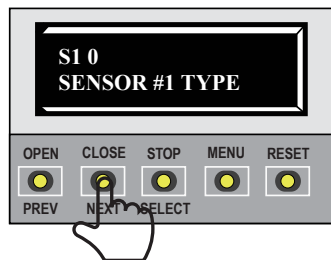 S1 0
SENSOR #1 TYPE
OPEN CLOSE STOP MENU RESET
PREV NEXT SELECT